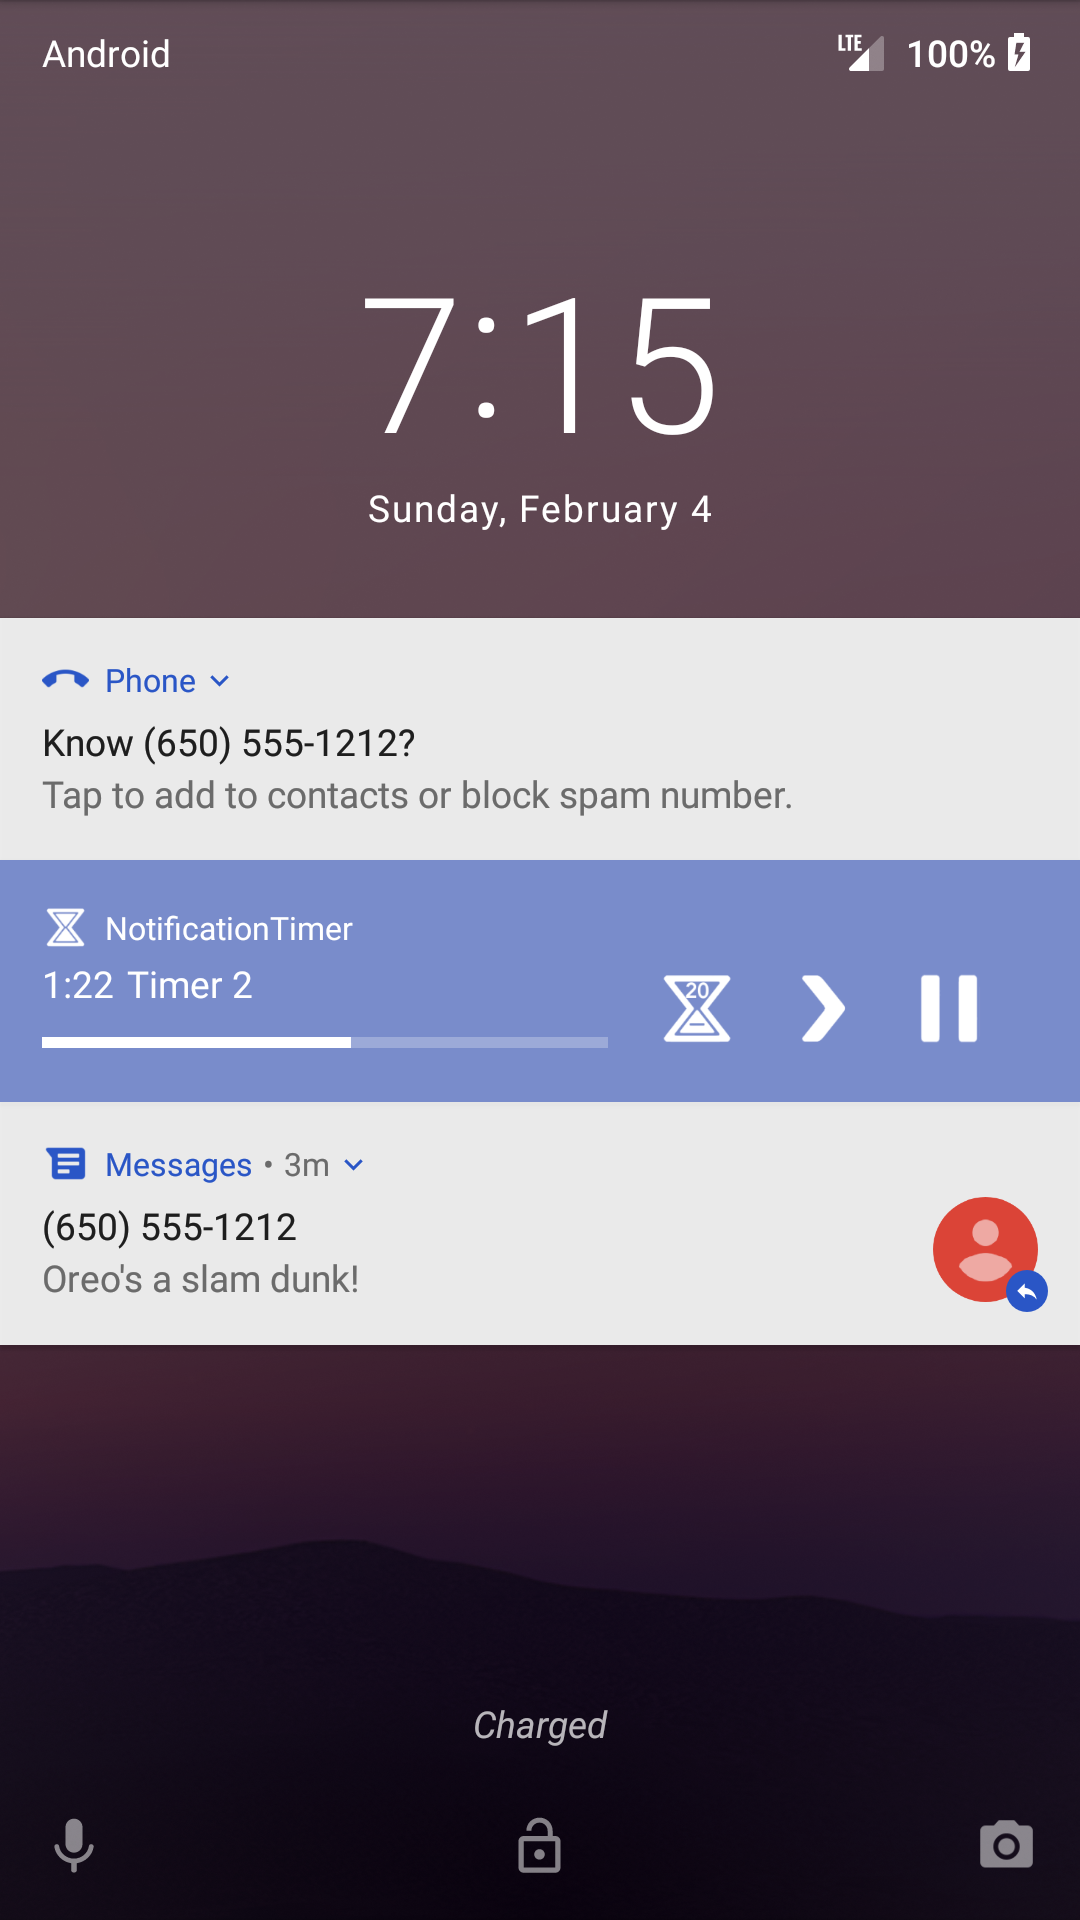 Android LTE 100%
7:15
Sunday, February 4
Phone
Know (650) 555-1212?
Tap to add to contacts or block spam number.
NotificationTimer
1:22 Timer 2
20
Messages • 3m
(650) 555-1212
Oreo's a slam dunk!
Charged